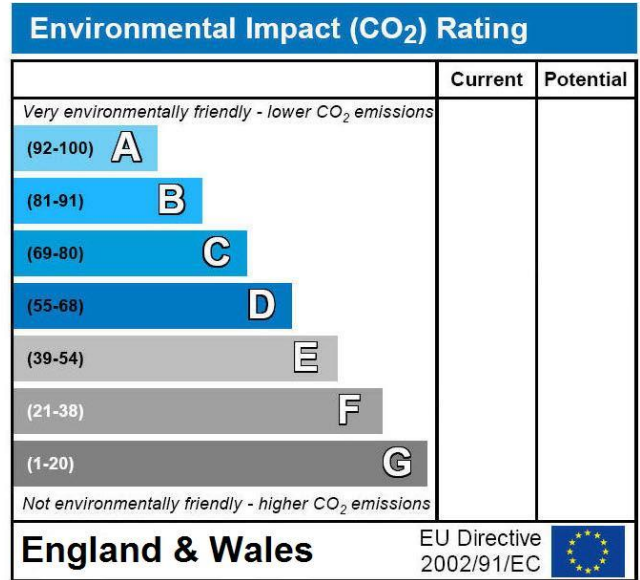 Environmental Impact (CO₂) Rating
Current Potential
Very environmentally friendly - lower CO₂ emissions
(92-100) A
(81-91) B
(69-80) C
(55-68) D
(39-54) E
(21-38) F
(1-20) G
Not environmentally friendly - higher CO₂ emissions
England & Wales
EU Directive
2002/91/EC